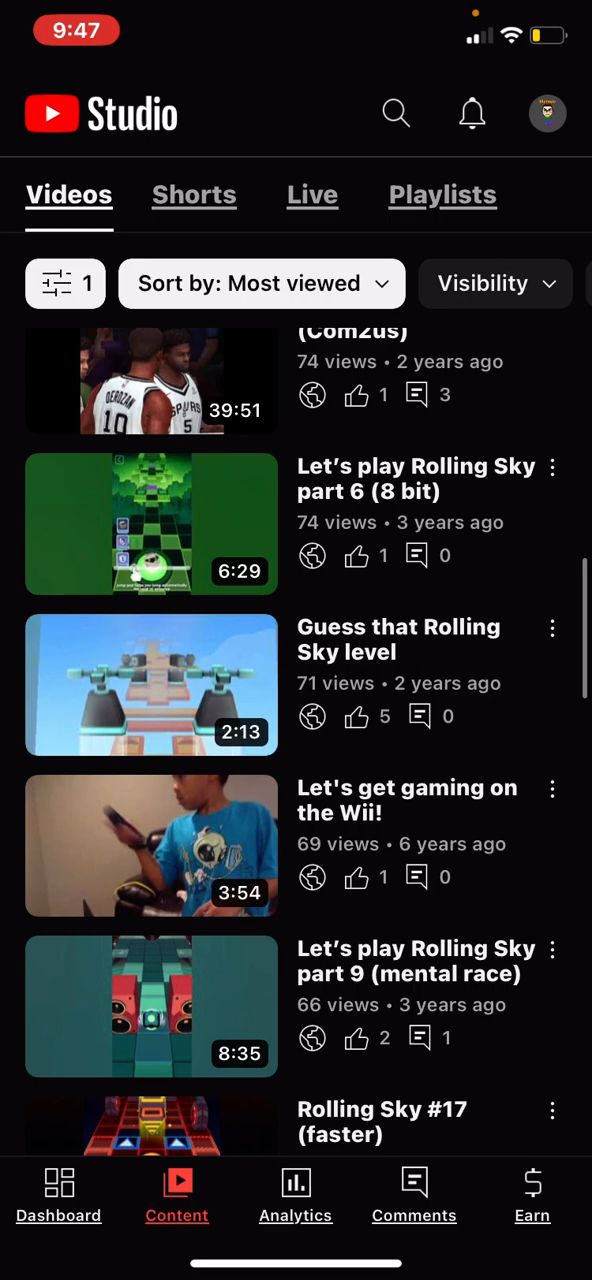 9:47
Studio
Videos Shorts Live Playlists
1 Sort by: Most viewed Visibility
(Com2us)
74 views • 2 years ago
1 3
DEROZAN
10
SPURS
5
39:51
Let’s play Rolling Sky
part 6 (8 bit)
74 views • 3 years ago
1 0
6:29
Guess that Rolling
Sky level
71 views • 2 years ago
5 0
2:13
Let's get gaming on
the Wii!
69 views • 6 years ago
1 0
3:54
Let’s play Rolling Sky
part 9 (mental race)
66 views • 3 years ago
2 1
8:35
Rolling Sky #17
(faster)
Dashboard Content Analytics Comments Earn